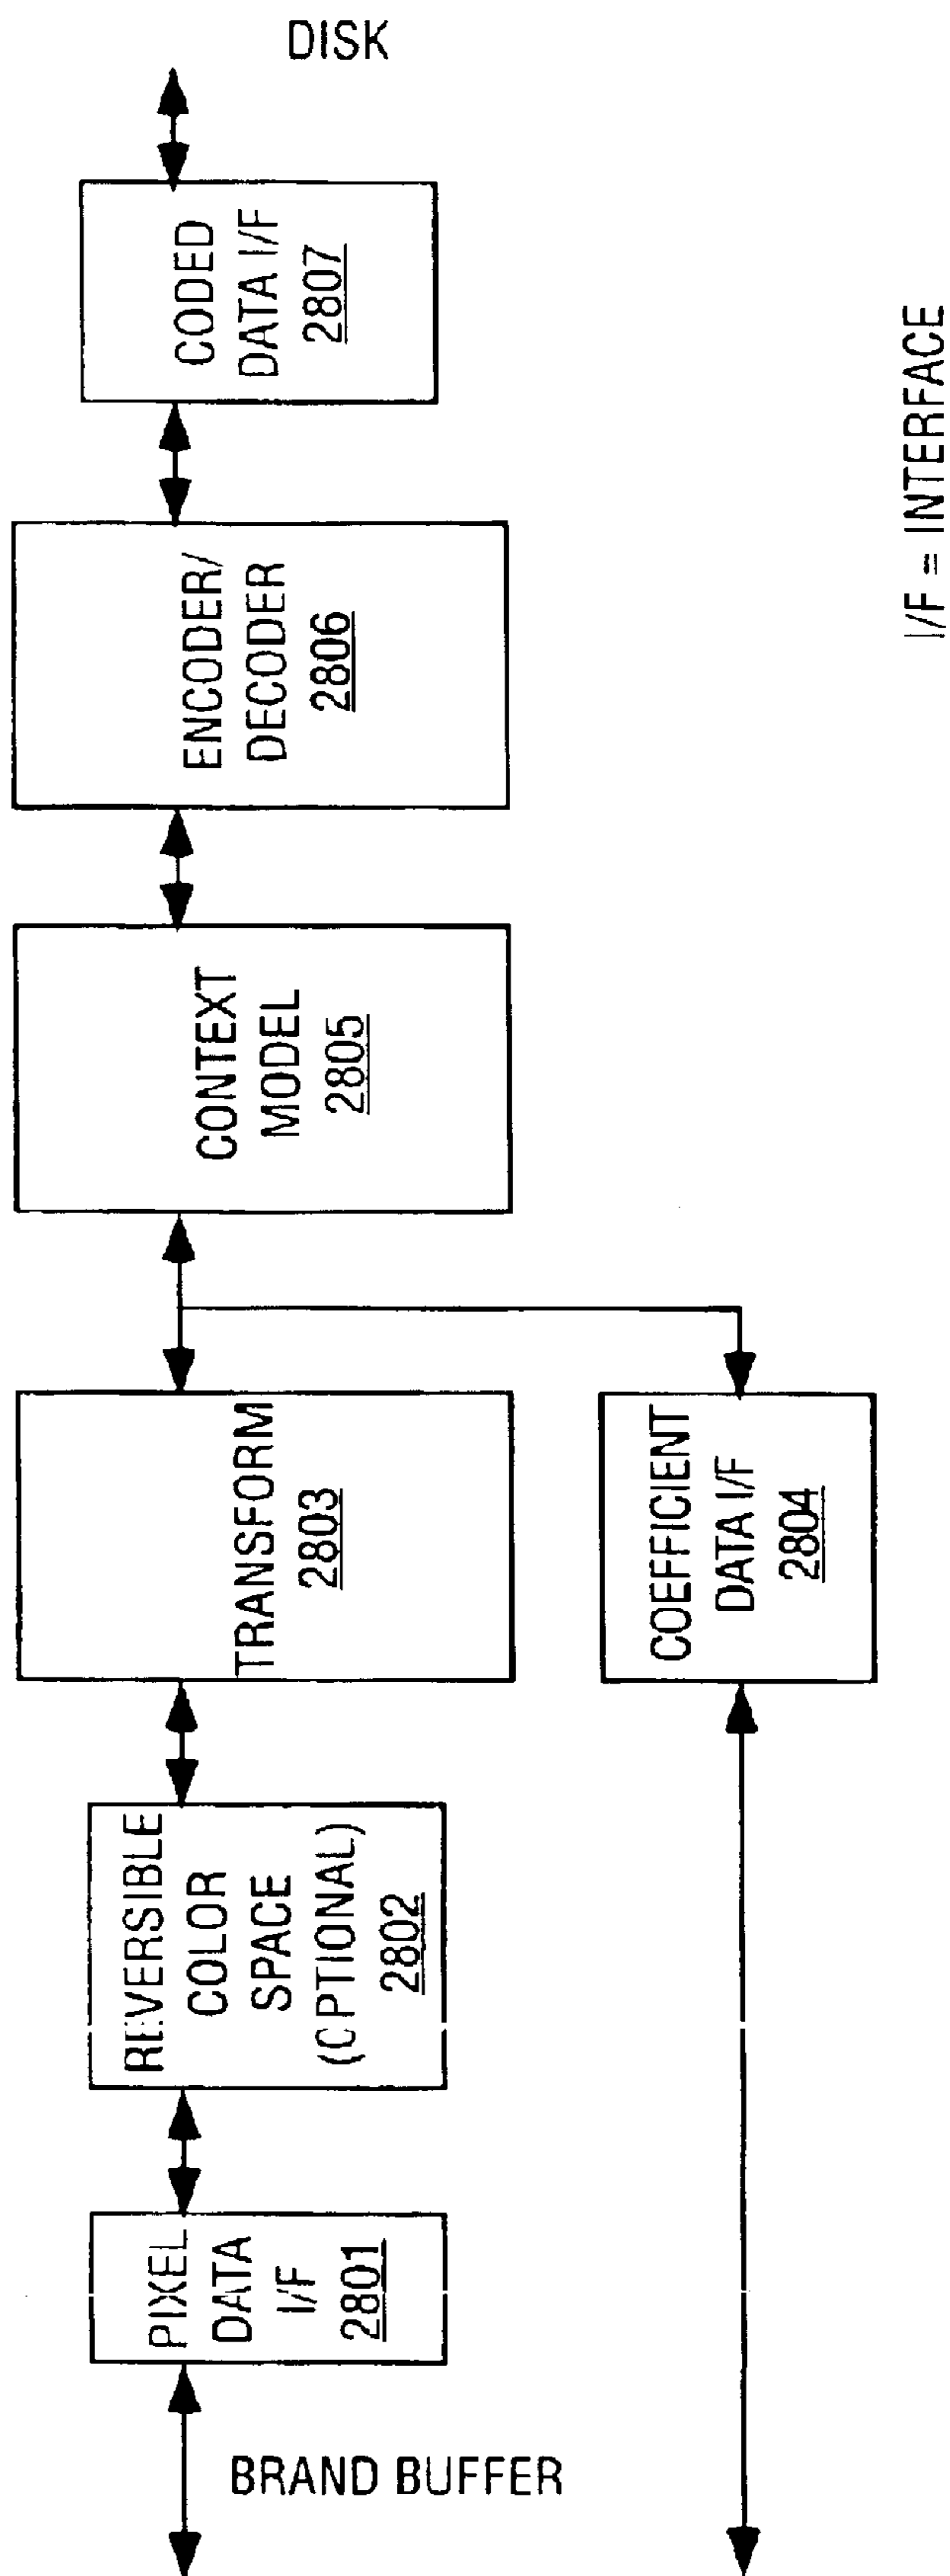 BRAND BUFFER
PIXEL
DATA
I/F
2801
REVERSIBLE
COLOR
SPACE
(OPTIONAL)
2802
TRANSFORM
2803
COEFFICIENT
DATA I/F
2804
CONTEXT
MODEL
2805
ENCODER/
DECODER
2806
CODED
DATA I/F
2807
DISK
I/F = INTERFACE